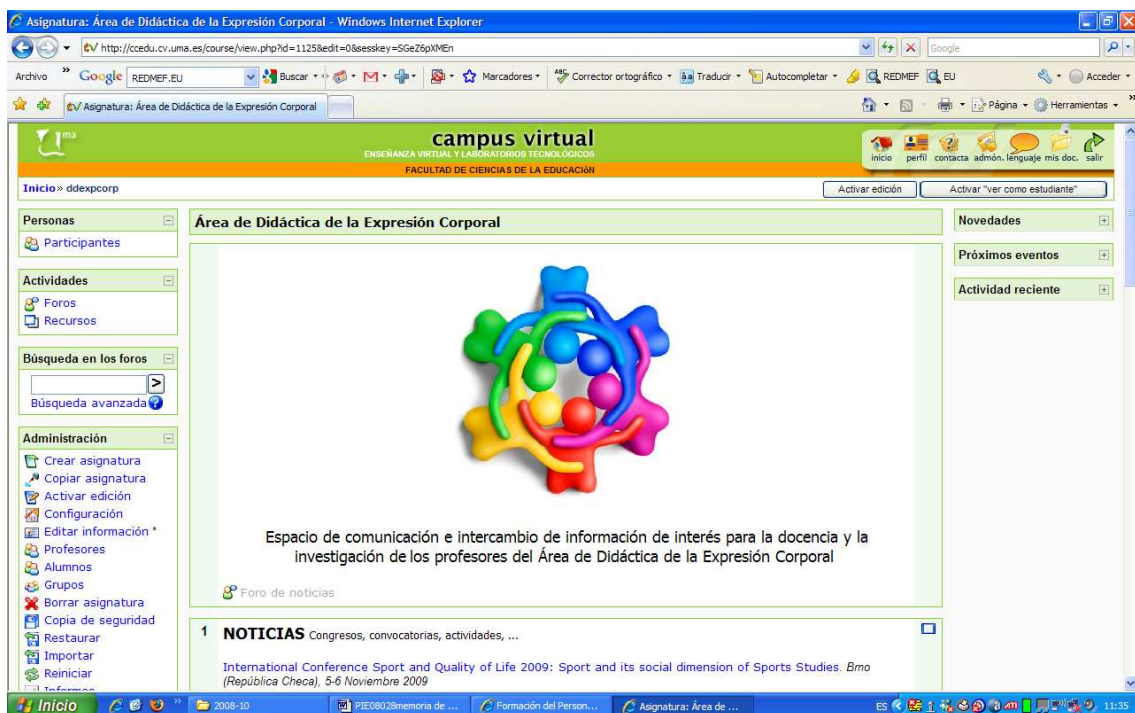 Asignatura: Área de Didáctica de la Expresión Corporal - Windows Internet Explorer
http://ccedu.cv.uma.es/course/view.php?id=1125&edit=0&sesskey=SGeZ6pXMEn
Google
Archivo » Google REDMEF.EU Buscar Marcadores Corrector ortográfico Traducir Autocompletar REDMEF EU Acceder
Asignatura: Área de Didáctica de la Expresión Corporal Página Herramientas »
uma
campus virtual
ENSEÑANZA VIRTUAL Y LABORATORIOS TECNOLÓGICOS
FACULTAD DE CIENCIAS DE LA EDUCACIÓN
inicio perfil contacta admón. lenguaje mis doc. salir
Inicio» ddexpcorp Activar edición Activar "ver como estudiante"
Personas
Participantes
Actividades
Foros
Recursos
Búsqueda en los foros
>
Búsqueda avanzada ?
Administración
Crear asignatura
Copiar asignatura
Activar edición
Configuración
Editar información *
Profesores
Alumnos
Grupos
Borrar asignatura
Copia de seguridad
Restaurar
Importar
Reiniciar
Informes
Área de Didáctica de la Expresión Corporal
Espacio de comunicación e intercambio de información de interés para la docencia y la
investigación de los profesores del Área de Didáctica de la Expresión Corporal
Foro de noticias
1 NOTICIAS Congresos, convocatorias, actividades, ...
International Conference Sport and Quality of Life 2009: Sport and its social dimension of Sports Studies. Brno
(República Checa), 5-6 Noviembre 2009
Novedades
Próximos eventos
Actividad reciente
Inicio » 2008-10 PIE08028memoria de ... Formación del Person... Asignatura: Área de ... ES 11:35